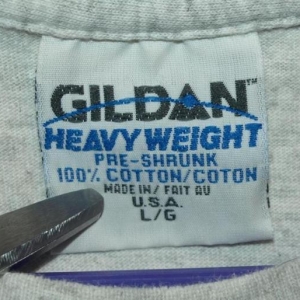 GILDAN™
HEAVYWEIGHT
PRE-SHRUNK
100% COTTON/COTON
MADE IN/ FAIT AU
U.S.A.
L/G